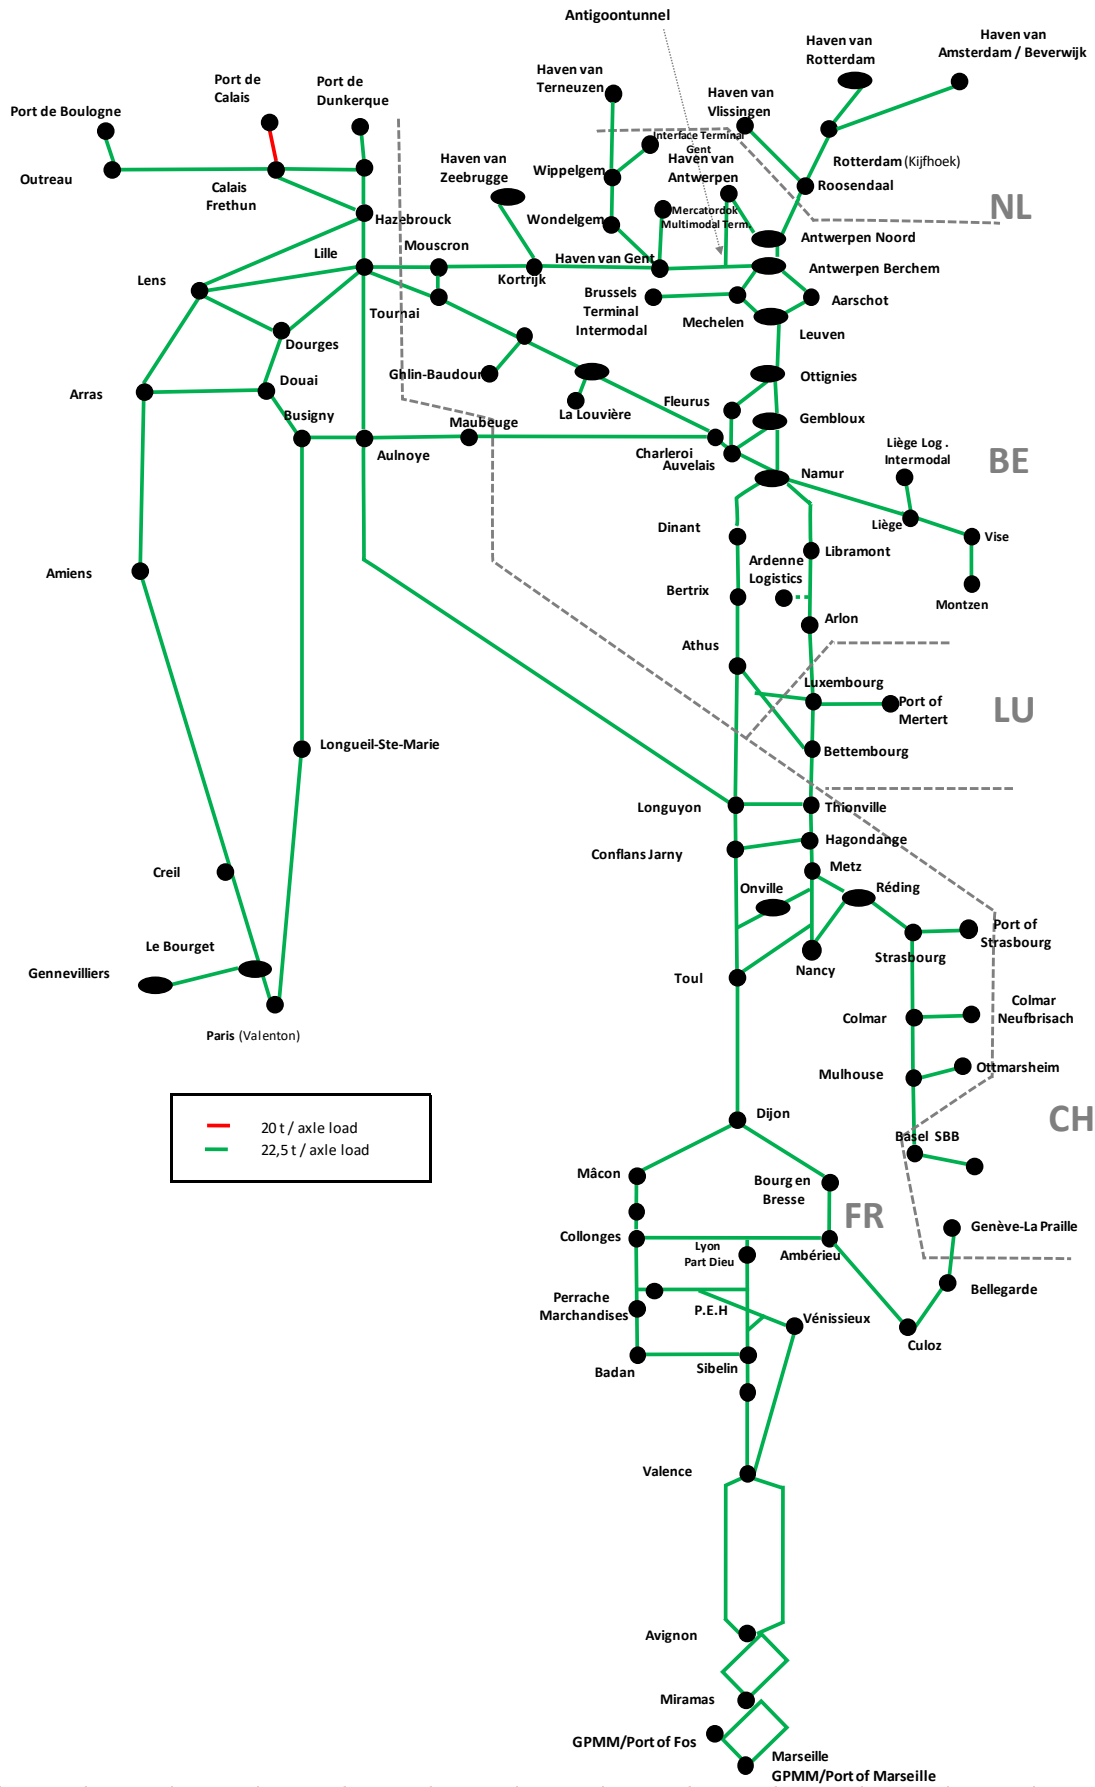 Antigoontunnel
Haven van
Amsterdam / Beverwijk
Haven van
Rotterdam
Haven van
Terneuzen
Port de
Calais
Port de
Dunkerque
Haven van
Vlissingen
Port de Boulogne
Interface Terminal
Gent
Haven van
Zeebrugge
Haven van
Antwerpen
Rotterdam (Kijfhoek)
Wippelgem
Outreau
Calais
Frethun
Roosendaal
NL
Mercatordok
Multimodal Term.
Wondelgem
Hazebrouck
Antwerpen Noord
Mouscron
Lille
Haven van Gent
Antwerpen Berchem
Lens
Kortrijk
Brussels
Terminal
Intermodal
Aarschot
Tournai
Mechelen
Leuven
Dourges
Ghlin-Baudour
Ottignies
Douai
Arras
Fleurus
La Louvière
Gembloux
Busigny
Maubeuge
Liège Log .
Intermodal
Charleroi
Aulnoye
Auvelais
BE
Namur
Dinant
Liège
Vise
Libramont
Ardenne
Logistics
Amiens
Bertrix
Montzen
Arlon
Athus
Luxembourg
Port of
Mertert
LU
Longueil-Ste-Marie
Bettembourg
Longuyon
Thionville
Hagondange
Conflans Jarny
Metz
Creil
Onville
Réding
Port of
Strasbourg
Le Bourget
Strasbourg
Gennevilliers
Nancy
Toul
Colmar
Neufbrisach
Colmar
Paris (Valenton)
Ottmarsheim
Mulhouse
Dijon
CH
20 t / axle load
22,5 t / axle load
Basel SBB
Mâcon
Bourg en
Bresse
FR
Genève-La Praille
Collonges
Lyon
Part Dieu
Ambérieu
Bellegarde
Perrache
Marchandises
P.E.H
Vénissieux
Culoz
Badan
Sibelin
Valence
Avignon
Miramas
GPMM/Port of Fos
Marseille
GPMM/Port of Marseille